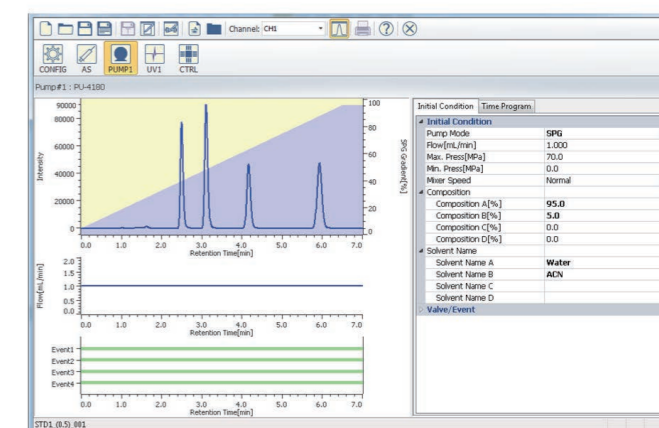 Channel: CH1
CONFIG AS PUMP1 UV1 CTRL
Pump#1 : PU-4180
90000
80000
60000
40000
20000
0
Intensity
100
80
60
40
20
0
SPG Gradient[%]
0.0 1.0 2.0 3.0 4.0 5.0 6.0 7.0
Retention Time[min]
2.0
1.5
1.0
0.5
0.0
Flow[mL/min]
0.0 1.0 2.0 3.0 4.0 5.0 6.0 7.0
Retention Time[min]
Event1
Event2
Event3
Event4
0.0 1.0 2.0 3.0 4.0 5.0 6.0 7.0
Retention Time[min]
Initial Condition Time Program
Initial Condition
Pump Mode SPG
Flow[mL/min] 1.000
Max. Press[MPa] 70.0
Min. Press[MPa] 0.0
Mixer Speed Normal
Composition
Composition A[%] 95.0
Composition B[%] 5.0
Composition C[%] 0.0
Composition D[%] 0.0
Solvent Name
Solvent Name A Water
Solvent Name B ACN
Solvent Name C
Solvent Name D
Valve/Event
STD1_(0.5)_001